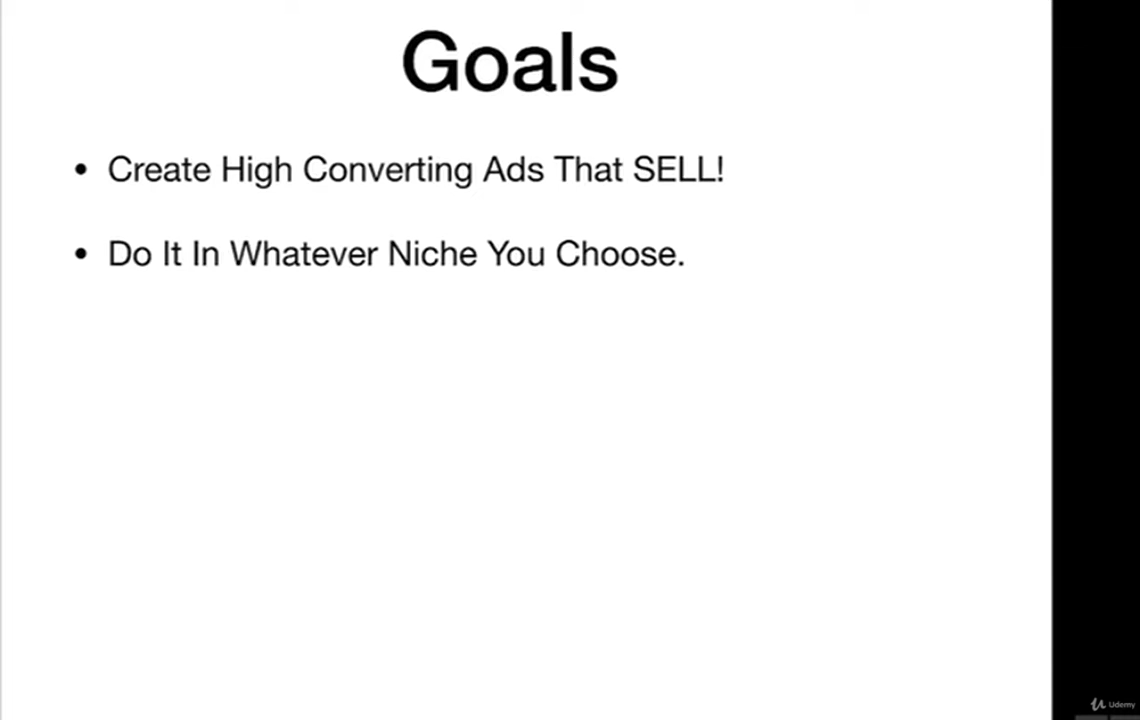 Goals
• Create High Converting Ads That SELL!
• Do It In Whatever Niche You Choose.
Udemy